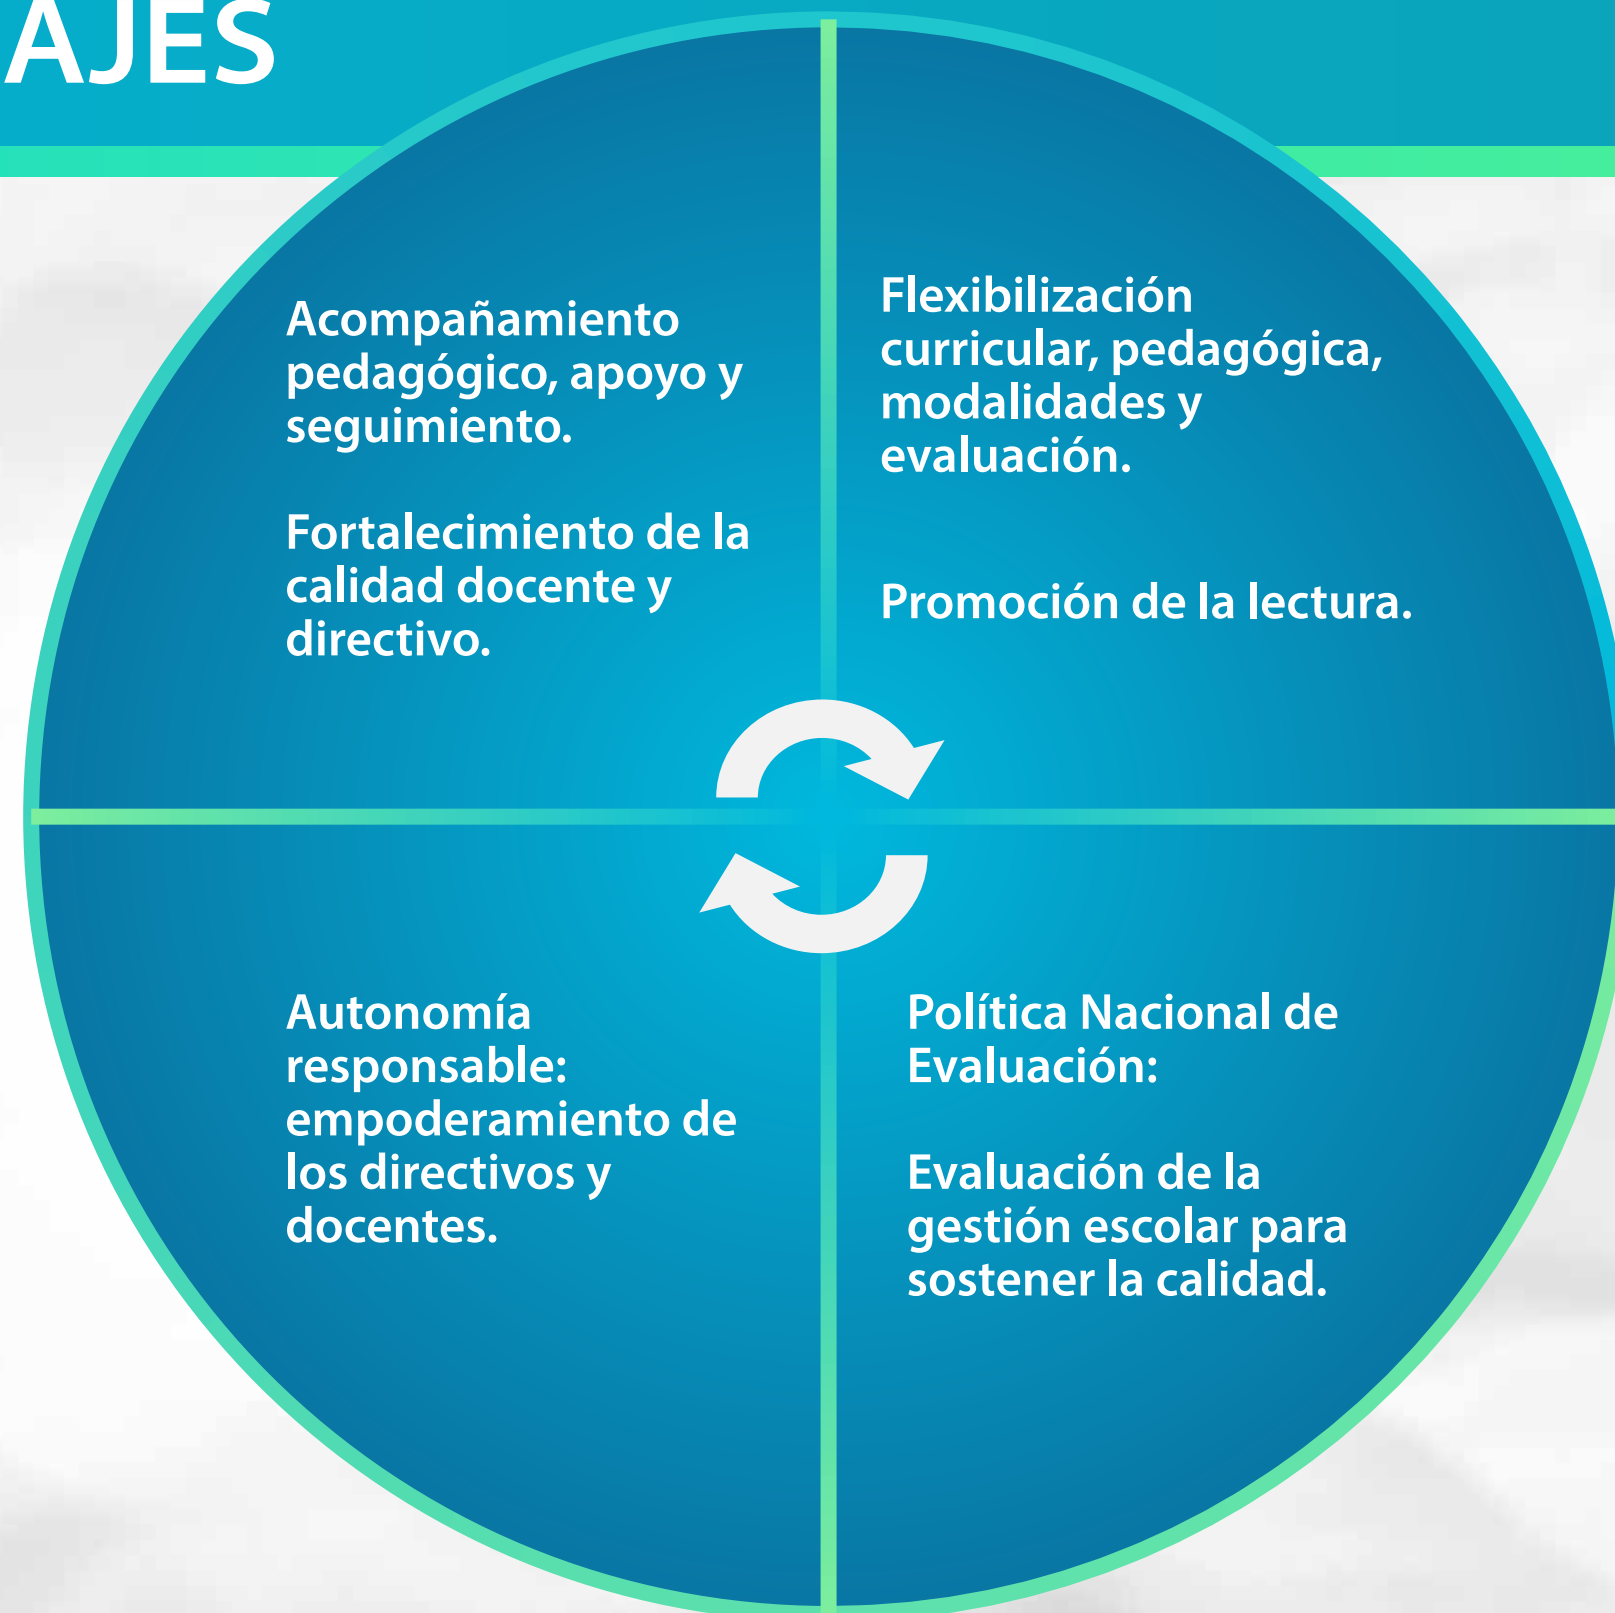 AJES
Acompañamiento
pedagógico, apoyo y
seguimiento.
Fortalecimiento de la
calidad docente y
directivo.
Flexibilización
curricular, pedagógica,
modalidades y
evaluación.
Promoción de la lectura.
Autonomía
responsable:
empoderamiento de
los directivos y
docentes.
Política Nacional de
Evaluación:
Evaluación de la
gestión escolar para
sostener la calidad.